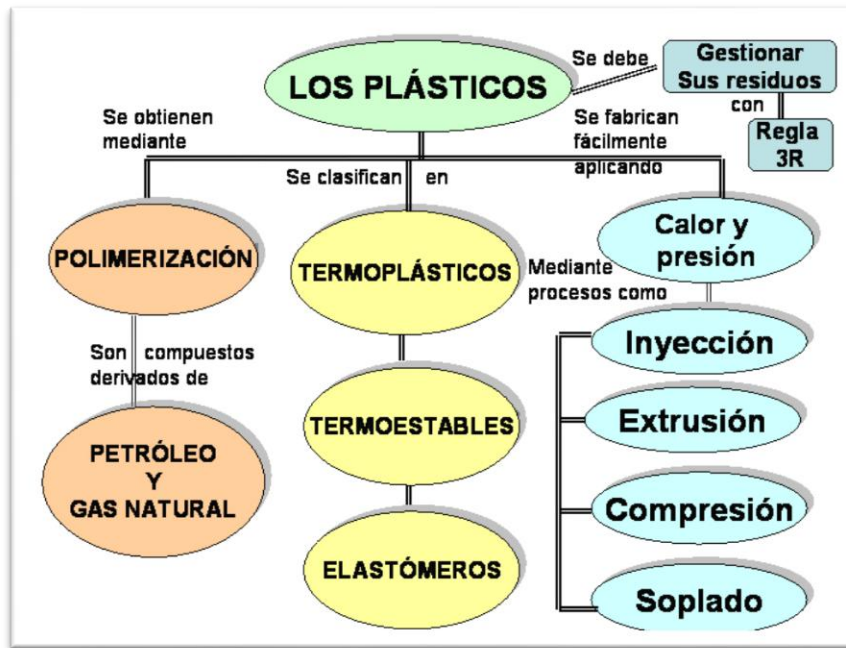 LOS PLÁSTICOS
Se debe
Gestionar
Sus residuos
con
Regla
3R
Se obtienen
mediante
POLIMERIZACIÓN
Son compuestos
derivados de
PETRÓLEO
Y
GAS NATURAL
Se clasifican en
TERMOPLÁSTICOS
TERMOESTABLES
ELASTÓMEROS
Se fabrican
fácilmente
aplicando
Calor y
presión
Mediante
procesos como
Inyección
Extrusión
Compresión
Soplado